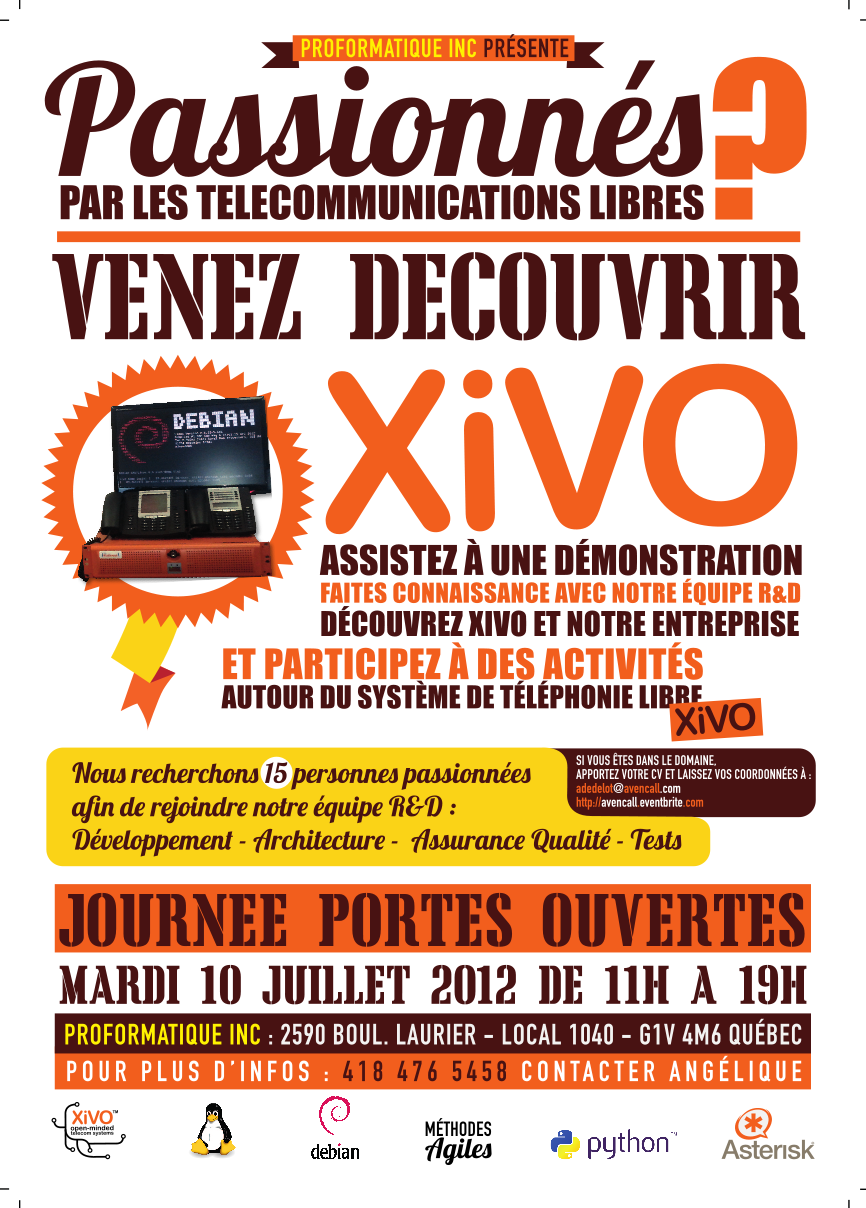 PROFORMATIQUE INC PRÉSENTE
Passionnés?
PAR LES TELECOMMUNICATIONS LIBRES
VENEZ DECOUVRIR
DEBIAN
XiVO
ASSISTEZ À UNE DÉMONSTRATION
FAITES CONNAISSANCE AVEC NOTRE ÉQUIPE R&D
DÉCOUVREZ XIVO ET NOTRE ENTREPRISE
ET PARTICIPEZ À DES ACTIVITÉS
AUTOUR DU SYSTÈME DE TÉLÉPHONIE LIBRE
XiVO
Nous recherchons 15 personnes passionnées
afin de rejoindre notre équipe R&D :
Développement - Architecture - Assurance Qualité - Tests
SI VOUS ÊTES DANS LE DOMAINE,
APPORTEZ VOTRE CV ET LAISSEZ VOS COORDONNÉES À :
adedelot@avencall.com
http://avencall.eventbrite.com
JOURNEE PORTES OUVERTES
MARDI 10 JUILLET 2012 DE 11H A 19H
PROFORMATIQUE INC : 2590 BOUL. LAURIER - LOCAL 1040 - G1V 4M6 QUÉBEC
POUR PLUS D'INFOS : 418 476 5458 CONTACTER ANGÉLIQUE
XiVO™
open-minded
telecom systems
debian
MÉTHODES
Agiles
python™
Asterisk®